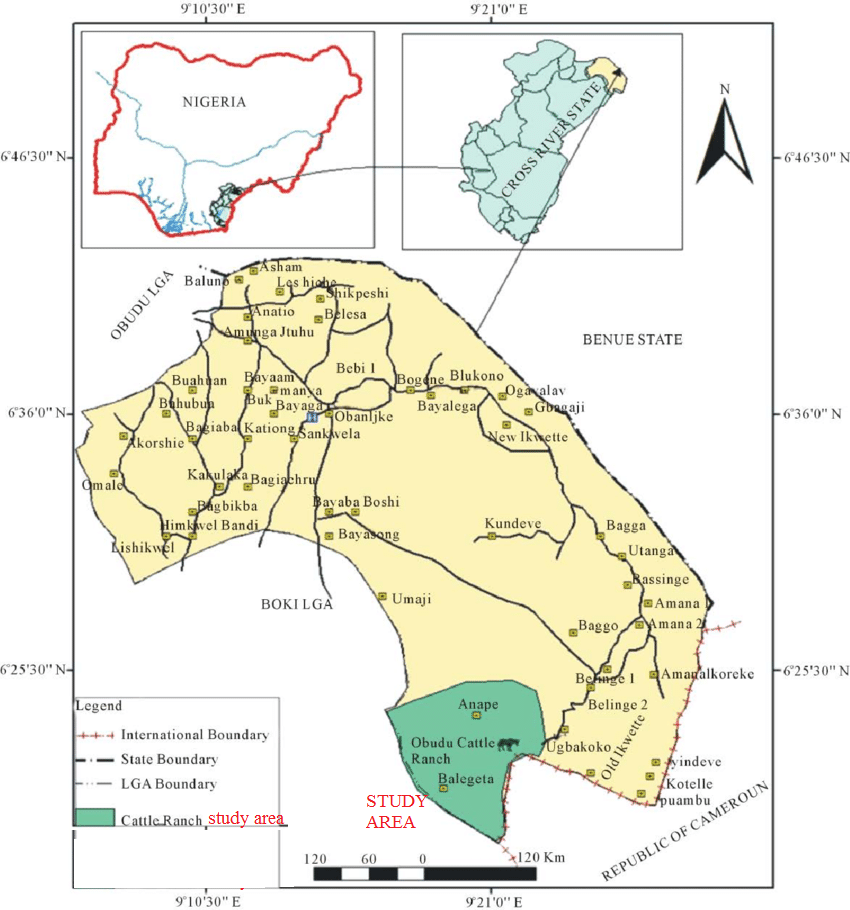 9°10'30" E
9°21'0" E
NIGERIA
CROSS RIVER STATE
N
6°46'30" N
6°46'30" N
OBUDU LGA
BENUE STATE
Asham
Balunb
Les hiche
Shikpeshi
Anatio
Belesa
Amunga Jtuhu
Bebi 1
Buahuan
Bayaam
manya
Bogene
Blukono
Ogavalav
Buhubua
Buk
Bayaga
H
Obanljke
Bayalega
Gbagaji
6°36'0" N
6°36'0" N
Akorshie
Bagiaba
Kationg
Sankwela
New Ikwette
Omale
Kakulaka
Bagiachru
Bagbikba
Bayaba Boshi
Himkwel Bandi
Bayasong
Kundeve
Bagga
Lishikwel
Utanga
Bassinge
BOKI LGA
Umaji
Amana 1
Baggo
Amana 2
6°25'30" N
6°25'30" N
Belinge 1
Amanalkoreke
Belinge 2
Legend
International Boundary
State Boundary
LGA Boundary
Cattle Ranch study area
Anape
Obudu Cattle
Ranch
Balegeta
STUDY
AREA
Ugbakoko
Old Ikwette
yindeve
Kotelle
puambu
REPUBLIC OF CAMEROUN
120 60 0 120 Km
9°10'30" E
9°21'0" E